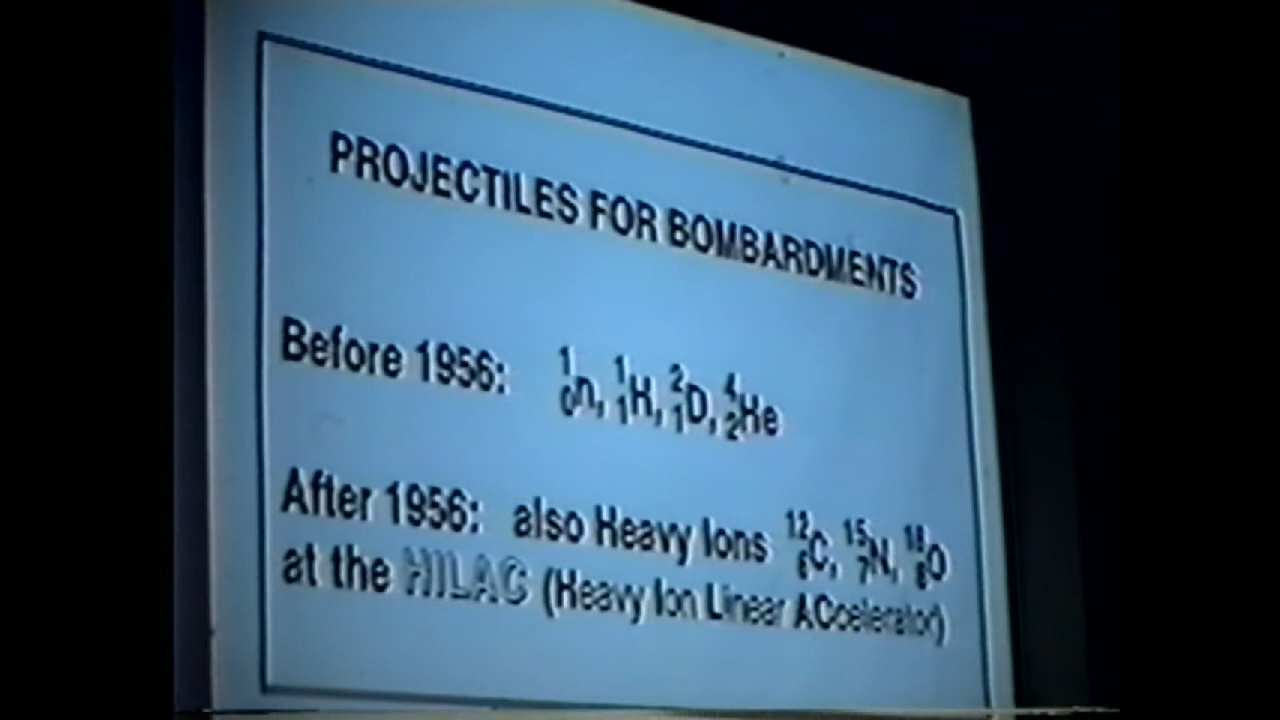 PROJECTILES FOR BOMBARDMENTS
Before 1956: ¹₀n, ¹₁H, ²₁D, ⁴₂He
After 1956: also Heavy Ions ¹²₆C, ¹⁵₇N, ¹⁸₈O
at the HILAC (Heavy Ion Linear ACcelerator)